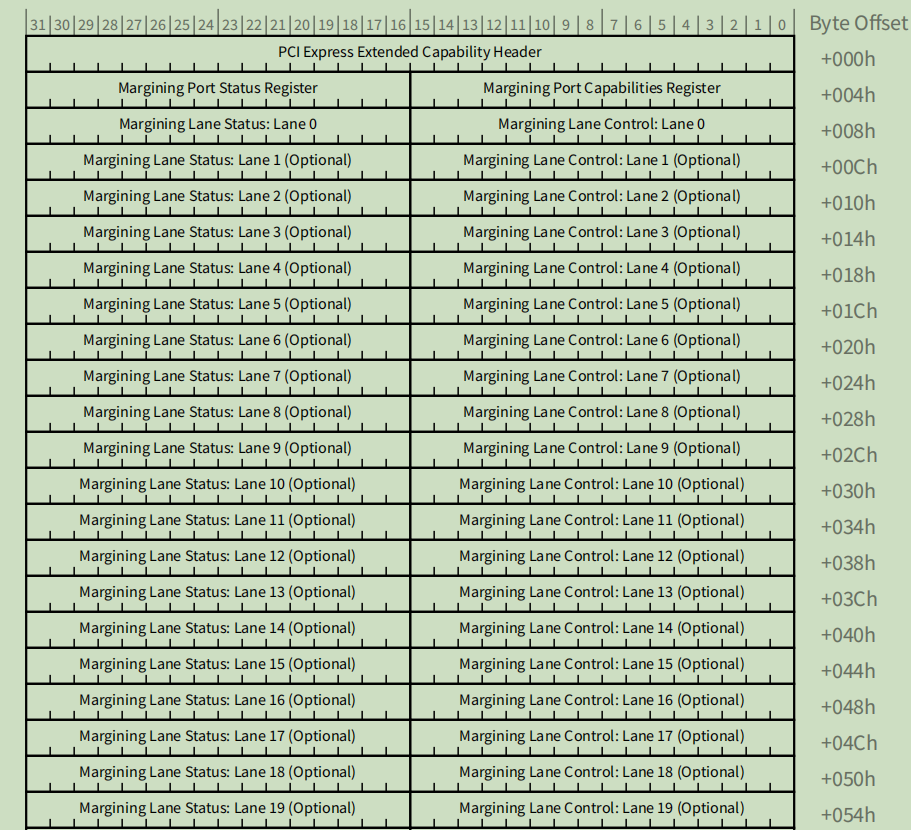 31 30 29 28 27 26 25 24 23 22 21 20 19 18 17 16 15 14 13 12 11 10 9 8 7 6 5 4 3 2 1 0 Byte Offset
PCI Express Extended Capability Header +000h
Margining Port Status Register Margining Port Capabilities Register +004h
Margining Lane Status: Lane 0 Margining Lane Control: Lane 0 +008h
Margining Lane Status: Lane 1 (Optional) Margining Lane Control: Lane 1 (Optional) +00Ch
Margining Lane Status: Lane 2 (Optional) Margining Lane Control: Lane 2 (Optional) +010h
Margining Lane Status: Lane 3 (Optional) Margining Lane Control: Lane 3 (Optional) +014h
Margining Lane Status: Lane 4 (Optional) Margining Lane Control: Lane 4 (Optional) +018h
Margining Lane Status: Lane 5 (Optional) Margining Lane Control: Lane 5 (Optional) +01Ch
Margining Lane Status: Lane 6 (Optional) Margining Lane Control: Lane 6 (Optional) +020h
Margining Lane Status: Lane 7 (Optional) Margining Lane Control: Lane 7 (Optional) +024h
Margining Lane Status: Lane 8 (Optional) Margining Lane Control: Lane 8 (Optional) +028h
Margining Lane Status: Lane 9 (Optional) Margining Lane Control: Lane 9 (Optional) +02Ch
Margining Lane Status: Lane 10 (Optional) Margining Lane Control: Lane 10 (Optional) +030h
Margining Lane Status: Lane 11 (Optional) Margining Lane Control: Lane 11 (Optional) +034h
Margining Lane Status: Lane 12 (Optional) Margining Lane Control: Lane 12 (Optional) +038h
Margining Lane Status: Lane 13 (Optional) Margining Lane Control: Lane 13 (Optional) +03Ch
Margining Lane Status: Lane 14 (Optional) Margining Lane Control: Lane 14 (Optional) +040h
Margining Lane Status: Lane 15 (Optional) Margining Lane Control: Lane 15 (Optional) +044h
Margining Lane Status: Lane 16 (Optional) Margining Lane Control: Lane 16 (Optional) +048h
Margining Lane Status: Lane 17 (Optional) Margining Lane Control: Lane 17 (Optional) +04Ch
Margining Lane Status: Lane 18 (Optional) Margining Lane Control: Lane 18 (Optional) +050h
Margining Lane Status: Lane 19 (Optional) Margining Lane Control: Lane 19 (Optional) +054h